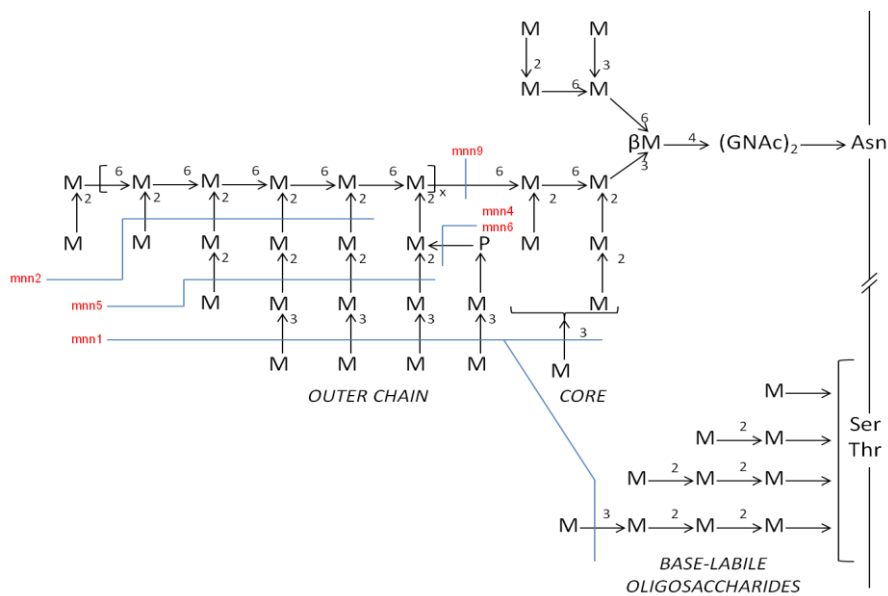 M M
2 3
M 6 M
6
βM 4 (GNAc)2 Asn
3
mnn9
6 6 6 6 6 6 6
M [ M M M M M ]x M M
2 2 2 2 2 2 2 2
mnn4
mnn6
M M M M M M P M M
2 2 2 2 2
mnn2
M M M M M M
mnn5
3 3 3 3 3
mnn1
M M M M M
OUTER CHAIN
CORE
M
Ser
Thr
M 2 M
M 2 M 2 M
M 3 M 2 M 2 M
BASE-LABILE
OLIGOSACCHARIDES